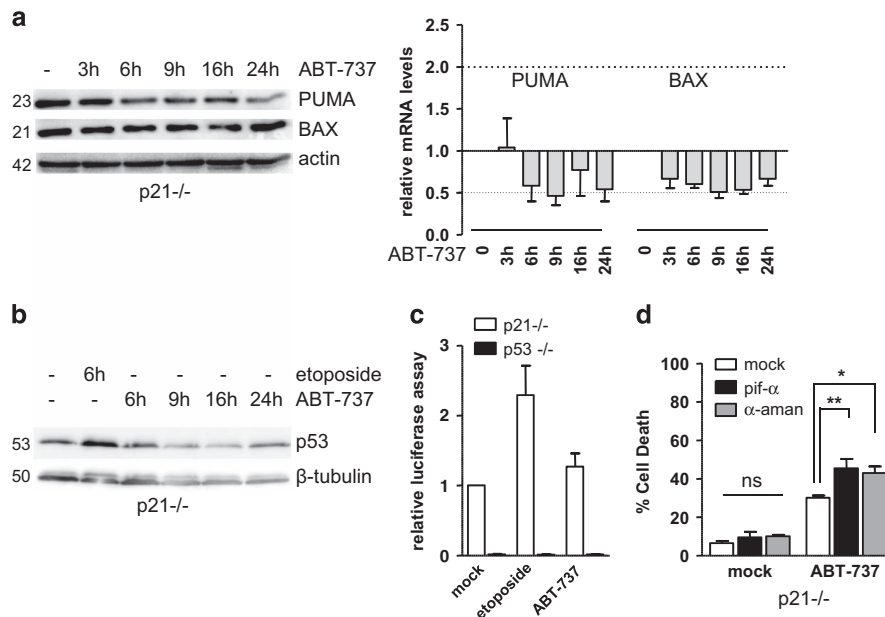 a
- 3h 6h 9h 16h 24h ABT-737
23 PUMA
21 BAX
42 actin
p21-/-
relative mRNA levels
2.5
2.0
1.5
1.0
0.5
0.0
PUMA BAX
ABT-737 0 3h 6h 9h 16h 24h 0 3h 6h 9h 16h 24h
b
- 6h - - - - etoposide
- - 6h 9h 16h 24h ABT-737
53 p53
50 β-tubulin
p21-/-
c
p21-/-
p53 -/-
relative luciferase assay
3
2
1
0
mock etoposide ABT-737
d
mock
pif-α
α-aman
% Cell Death
100
80
60
40
20
0
ns
*
**
mock ABT-737
p21-/-